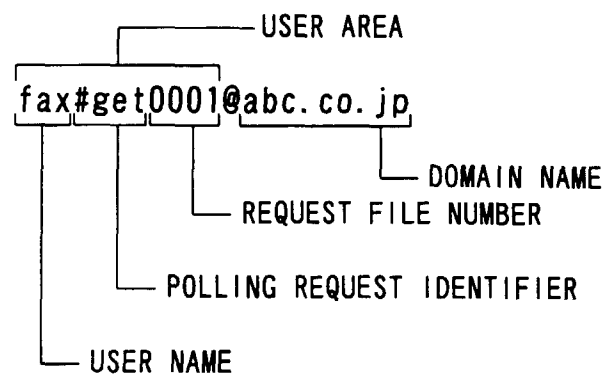 USER AREA
fax#get0001@abc.co.jp
DOMAIN NAME
REQUEST FILE NUMBER
POLLING REQUEST IDENTIFIER
USER NAME